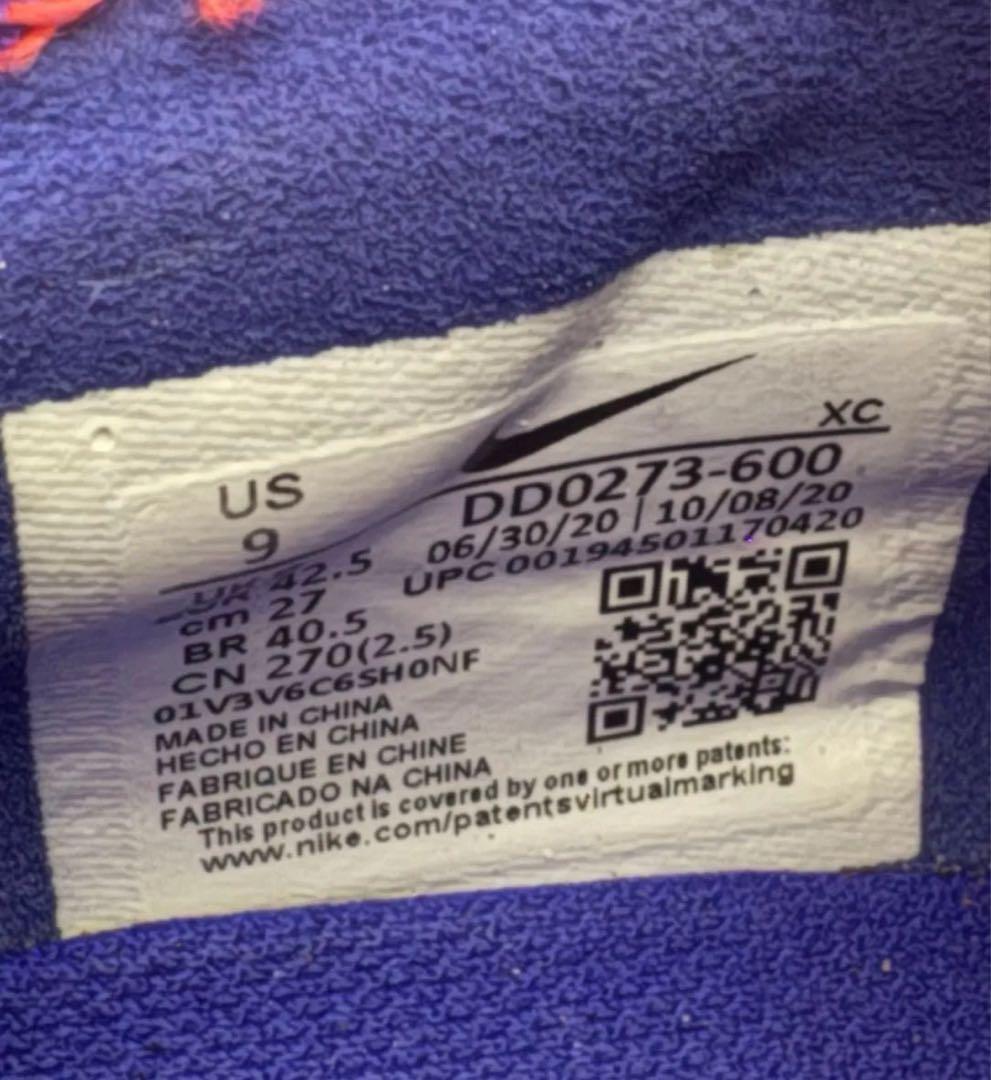 XC
US
9
DD0273-600
06/30/20 | 10/08/20
UPC 00194501170420
42.5
cm 27
BR 40.5
CN 270(2.5)
01V3V6C6SH0NF
MADE IN CHINA
HECHO EN CHINA
FABRIQUE EN CHINE
FABRICADO NA CHINA
This product is covered by one or more patents:
www.nike.com/patentsvirtualmarking